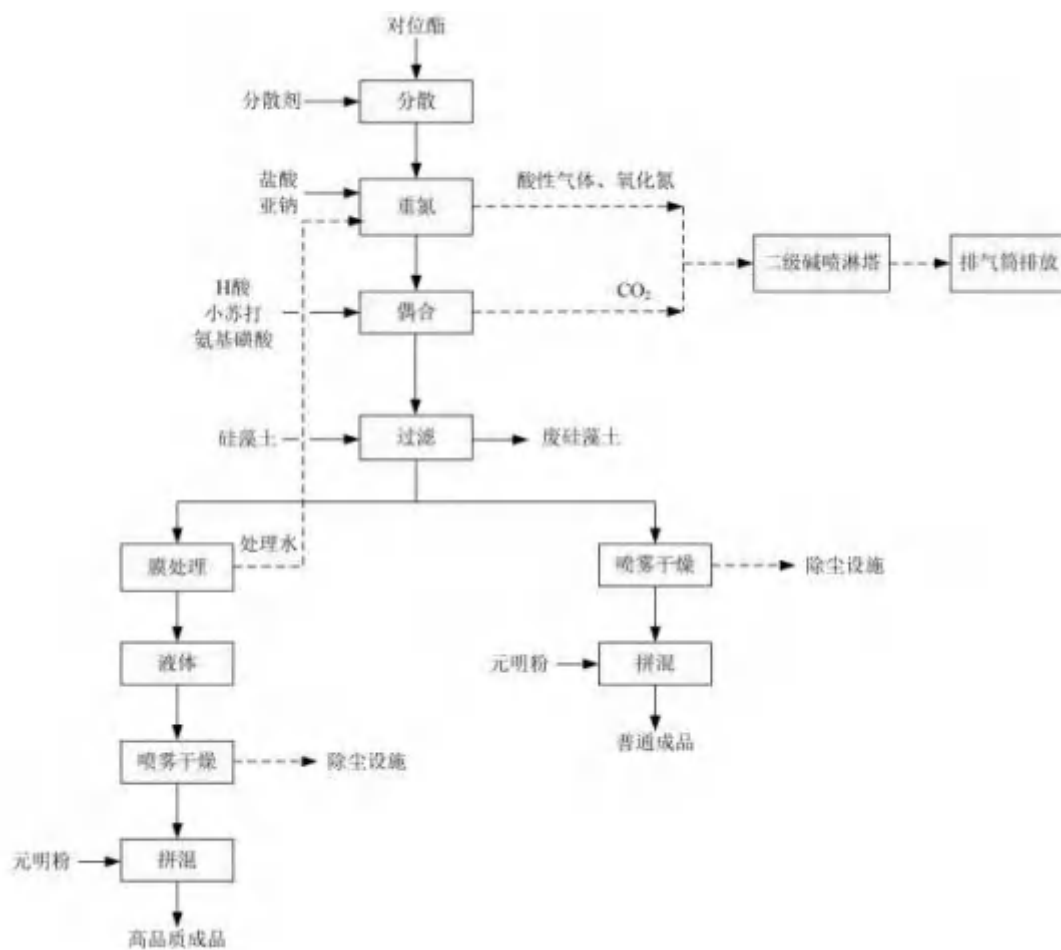 对位酯
分散剂
分散
盐酸
亚钠
重氮
酸性气体、氧化氮
二级碱喷淋塔
排气筒排放
H酸
小苏打
氨基磺酸
偶合
CO₂
硅藻土
过滤
废硅藻土
膜处理
处理水
喷雾干燥
除尘设施
液体
元明粉
拼混
普通成品
喷雾干燥
除尘设施
元明粉
拼混
高品质成品